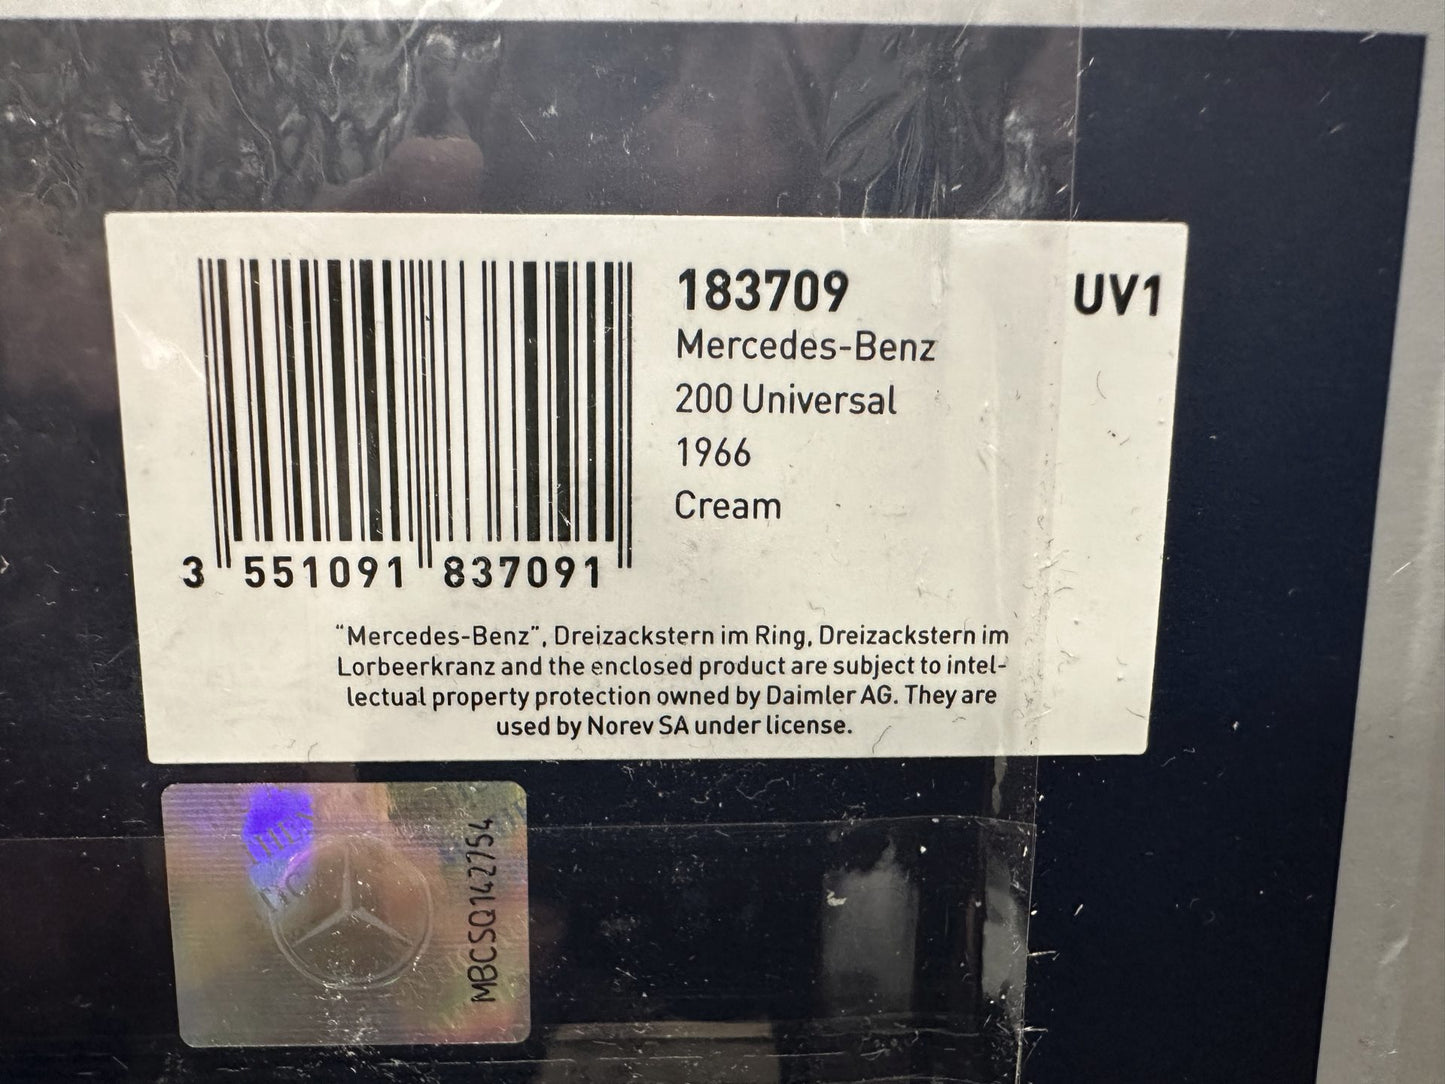 183709
UV1
Mercedes-Benz
200 Universal
1966
Cream
3 551091 837091
“Mercedes-Benz”, Dreizackstern im Ring, Dreizackstern im
Lorbeerkranz and the enclosed product are subject to intel-
lectual property protection owned by Daimler AG. They are
used by Norev SA under license.
MBCSQ142754